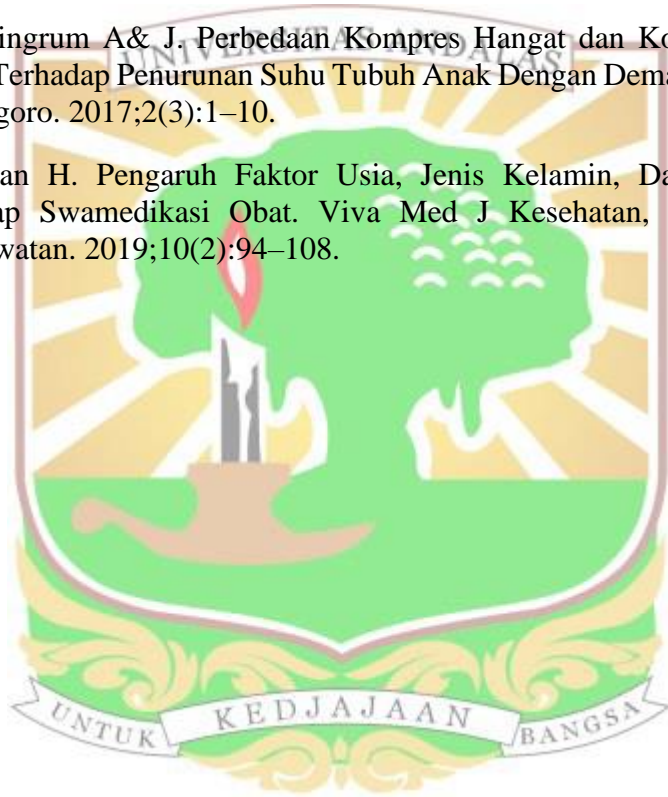 ingrum A& J. Perbedaan Kompres Hangat dan Ko
Terhadap Penurunan Suhu Tubuh Anak Dengan Dema
goro. 2017;2(3):1–10.
an H. Pengaruh Faktor Usia, Jenis Kelamin, Da
ap Swamedikasi Obat. Viva Med J Kesehatan,
watan. 2019;10(2):94–108.
UNIVERSITAS ANDALAS
UNTUK KEDJAJAAN BANGSA